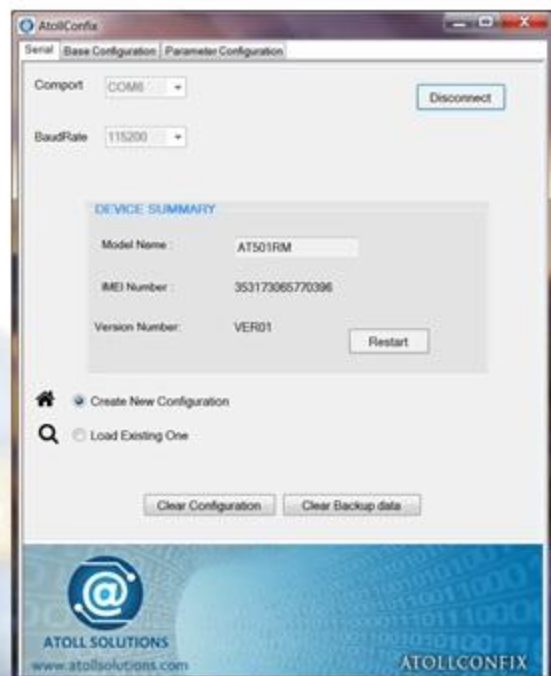 AtollConfix
Serial Base Configuration Parameter Configuration
Comport COM6
Disconnect
BaudRate 115200
DEVICE SUMMARY
Model Name : AT501RM
IMEI Number : 353173065770396
Version Number: VER01
Restart
Create New Configuration
Load Existing One
Clear Configuration Clear Backup data
@
ATOLL SOLUTIONS
www.atollsolutions.com
ATOLLCONFIX